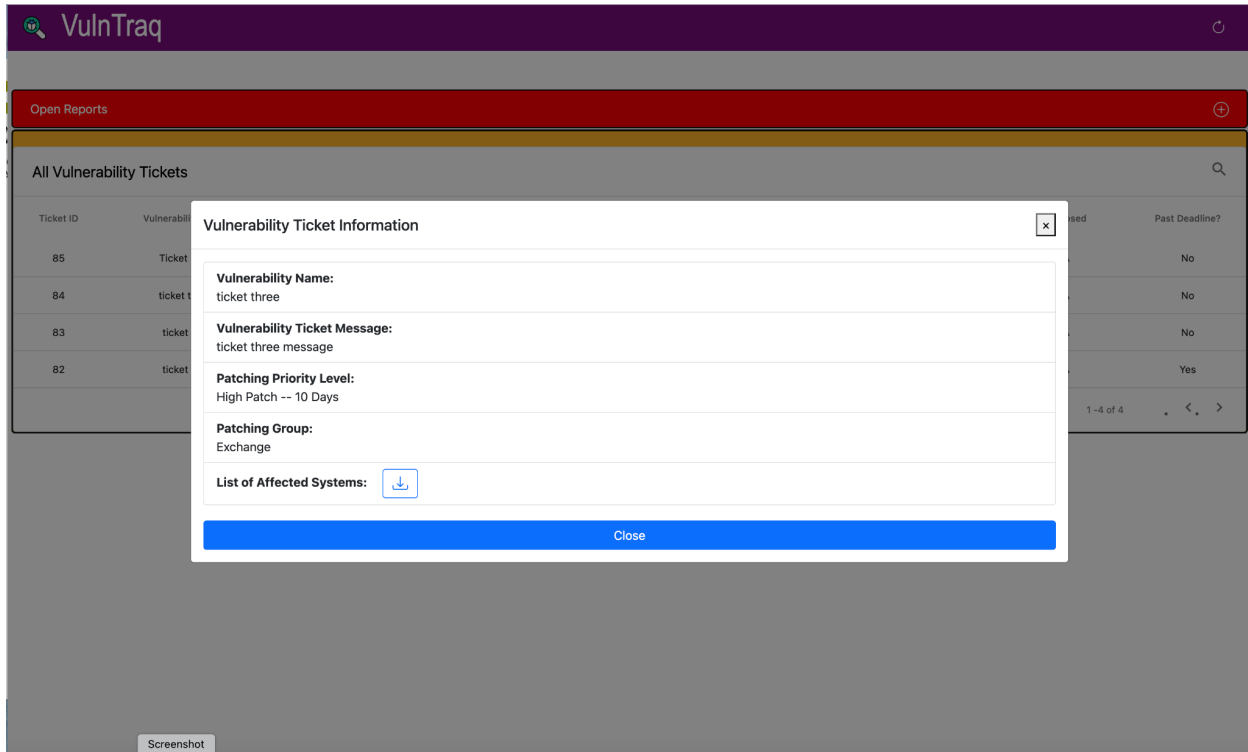 VulnTraq
Open Reports
All Vulnerability Tickets
Ticket ID
Past Deadline?
85 Ticket No
84 ticket No
83 ticket No
82 ticket Yes
1 -4 of 4
Vulnerability Ticket Information
×
Vulnerability Name:
ticket three
Vulnerability Ticket Message:
ticket three message
Patching Priority Level:
High Patch -- 10 Days
Patching Group:
Exchange
List of Affected Systems:
Close
Screenshot